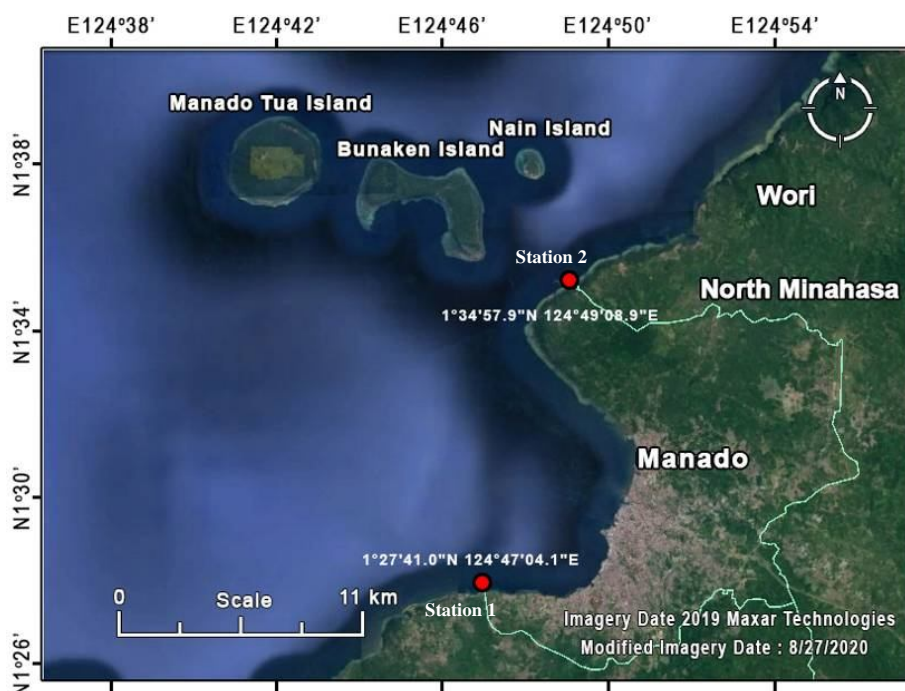 E124°38’ E124°42’ E124°46’ E124°50’ E124°54’
N
Manado Tua Island
Nain Island
Bunaken Island
N1°38’
Wori
Station 2
North Minahasa
1°34'57.9"N 124°49'08.9"E
N1°34’
Manado
N1°30’
1°27'41.0"N 124°47'04.1"E
0 Scale 11 km
Station 1
Imagery Date 2019 Maxar Technologies
Modified Imagery Date : 8/27/2020
N1°26’